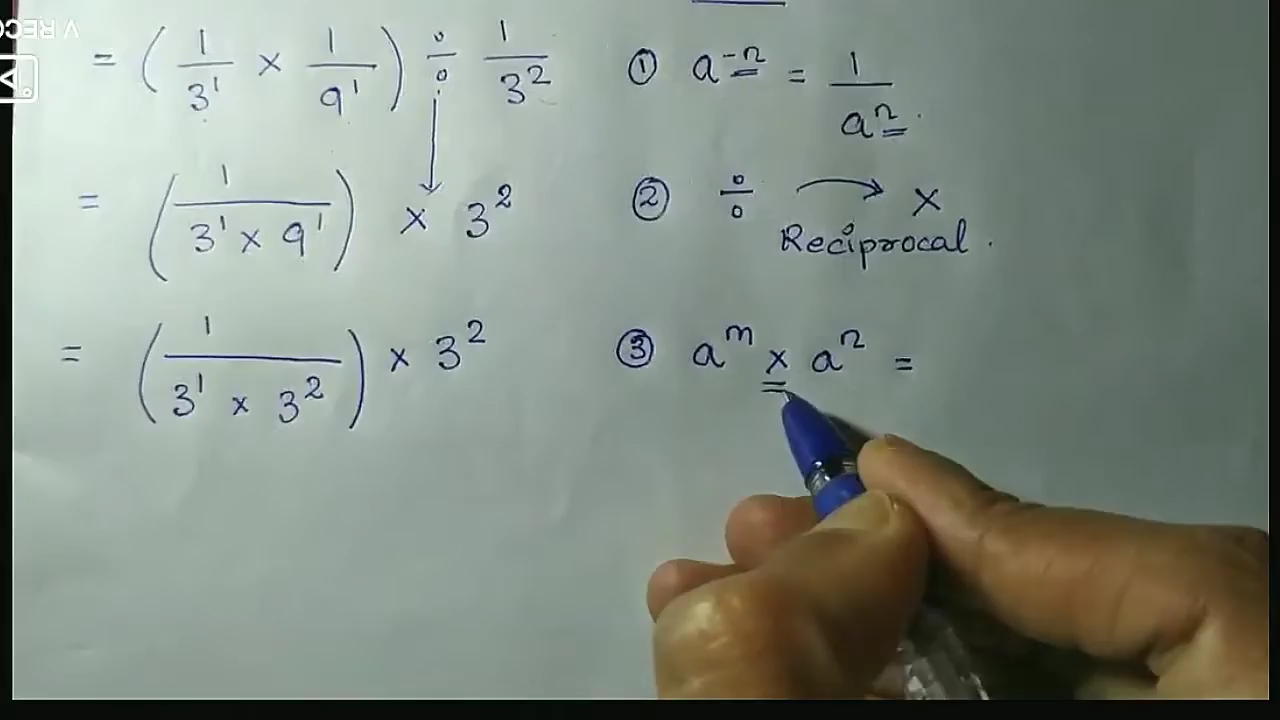 = ( 1/3¹ × 1/9¹ ) ÷ 1/3²
① a⁻ⁿ = 1/aⁿ .
= ( 1/(3¹ × 9¹) ) × 3²
② ÷ → ×
Reciprocal .
= ( 1/(3¹ × 3²) ) × 3²
③ aᵐ × aⁿ =